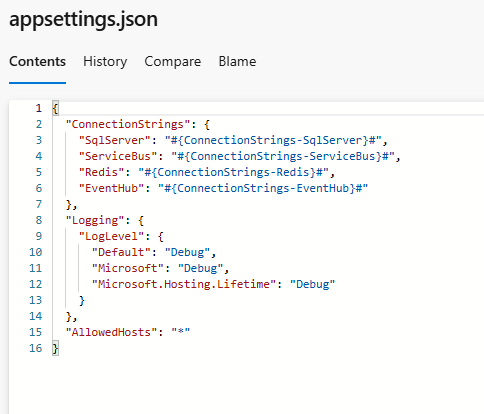 appsettings.json
Contents History Compare Blame
1 {
2 "ConnectionStrings": {
3 "SqlServer": "#{ConnectionStrings-SqlServer}#",
4 "ServiceBus": "#{ConnectionStrings-ServiceBus}#",
5 "Redis": "#{ConnectionStrings-Redis}#",
6 "EventHub": "#{ConnectionStrings-EventHub}#"
7 },
8 "Logging": {
9 "LogLevel": {
10 "Default": "Debug",
11 "Microsoft": "Debug",
12 "Microsoft.Hosting.Lifetime": "Debug"
13 }
14 },
15 "AllowedHosts": "*"
16 }